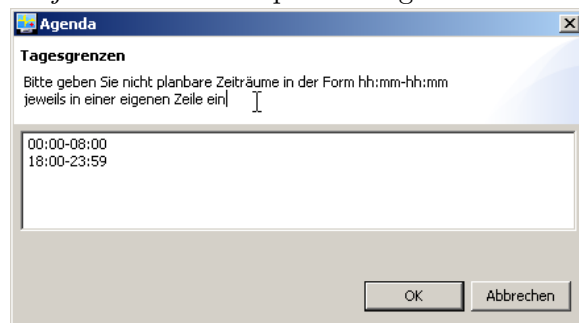 Agenda
Tagesgrenzen
Bitte geben Sie nicht planbare Zeiträume in der Form hh:mm-hh:mm
jeweils in einer eigenen Zeile ein
00:00-08:00
18:00-23:59
OK Abbrechen